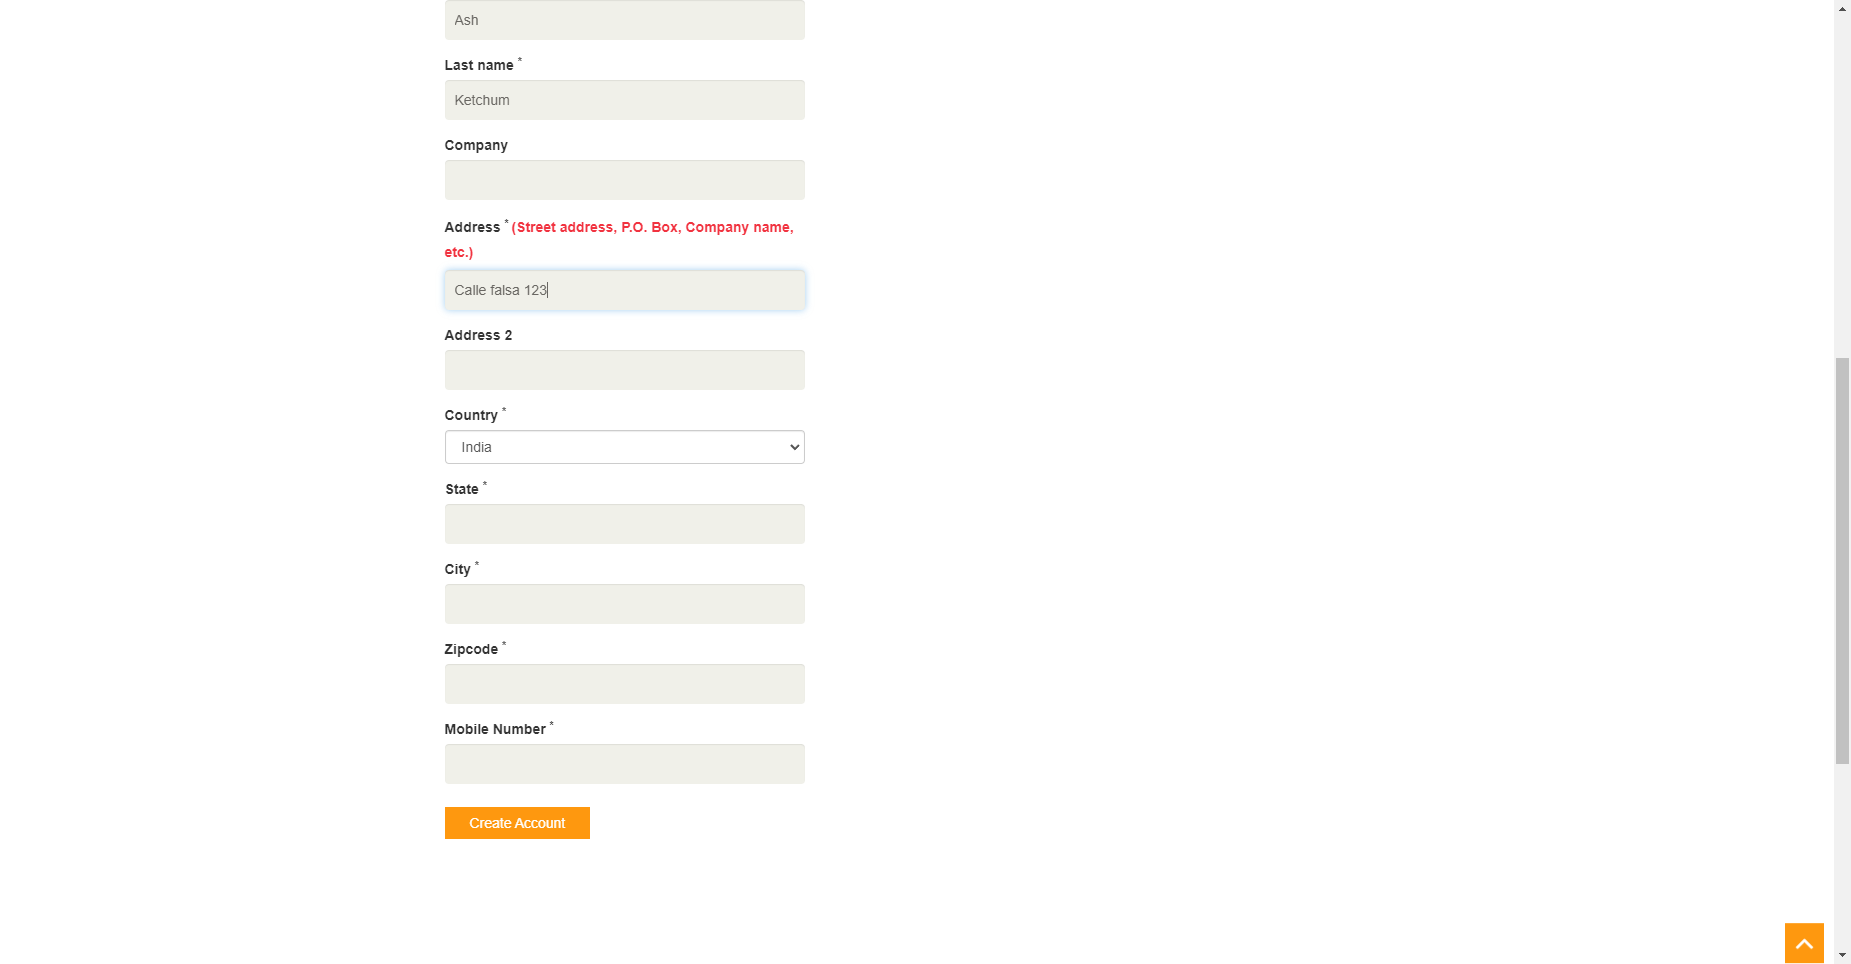 Ash
Last name *
Ketchum
Company
Address * (Street address, P.O. Box, Company name,
etc.)
Calle falsa 123
Address 2
Country *
India
State *
City *
Zipcode *
Mobile Number *
Create Account